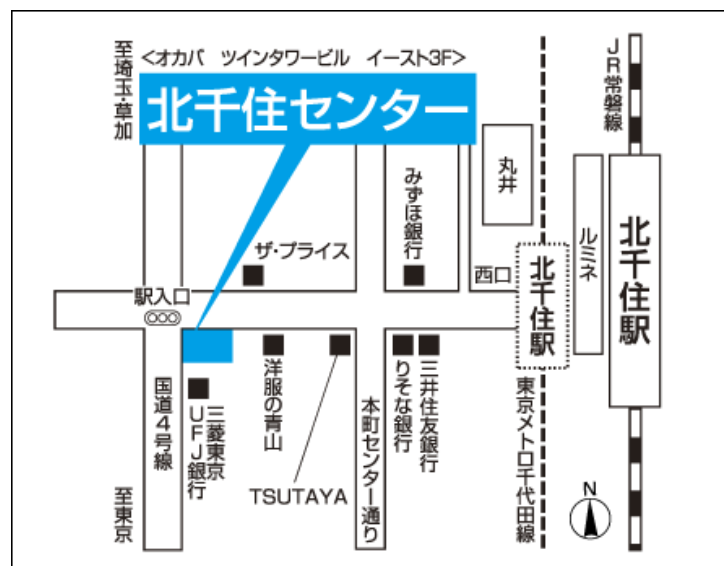 至埼玉・草加
<オカバ ツインタワービル イースト3F>
北千住センター
JR常磐線
丸井
みずほ銀行
ルミネ
北千住駅
ザ・プライス
西口
北千住駅
駅入口
国道4号線
三菱東京
UFJ銀行
洋服の青山
TSUTAYA
本町センター通り
りそな銀行
三井住友銀行
東京メトロ千代田線
至東京
N